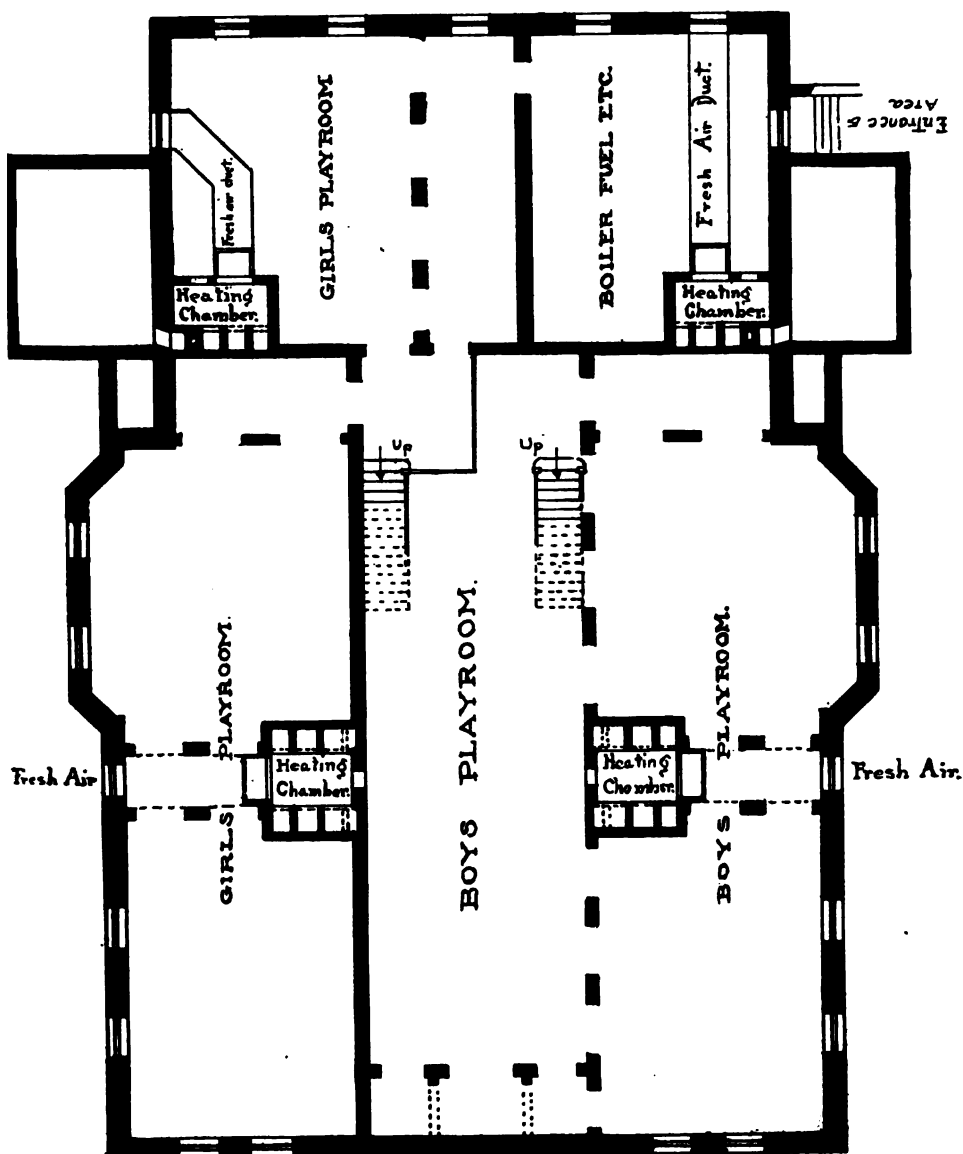 GIRLS PLAYROOM
Fresh air duct.
BOILER FUEL ETC.
Fresh Air Duct.
Entrance &
Area
Heating
Chamber.
Heating
Chamber.
Up
Up
GIRLS PLAYROOM.
BOYS PLAYROOM.
BOYS PLAYROOM.
Fresh Air
Heating
Chamber.
Heating
Chamber.
Fresh Air.